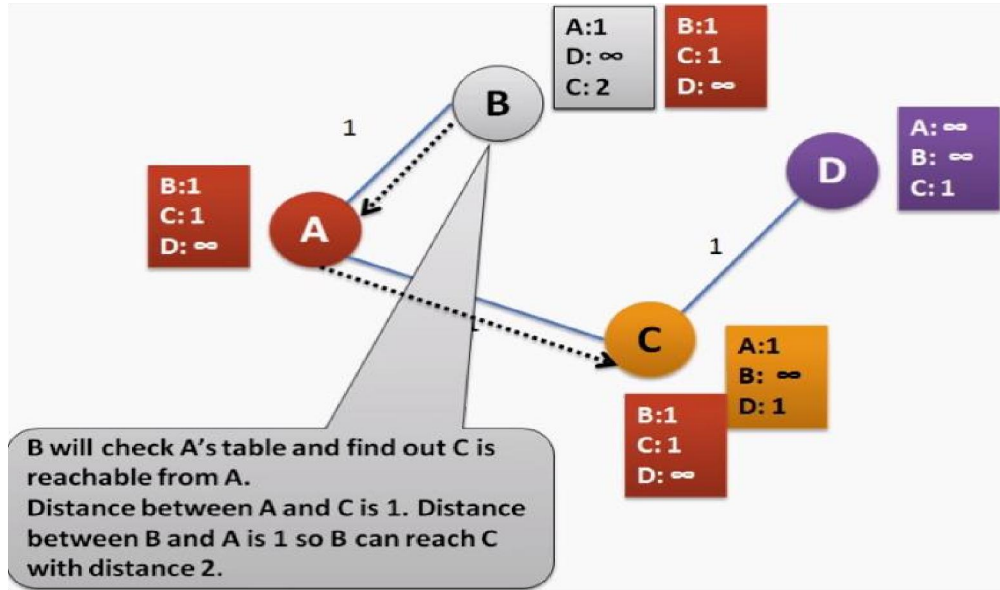 A:1
D: ∞
C: 2
B:1
C: 1
D: ∞
B
1
A: ∞
B: ∞
C: 1
D
B:1
C: 1
D: ∞
A
1
1
C
A:1
B: ∞
D: 1
B:1
C: 1
D: ∞
B will check A's table and find out C is
reachable from A.
Distance between A and C is 1. Distance
between B and A is 1 so B can reach C
with distance 2.